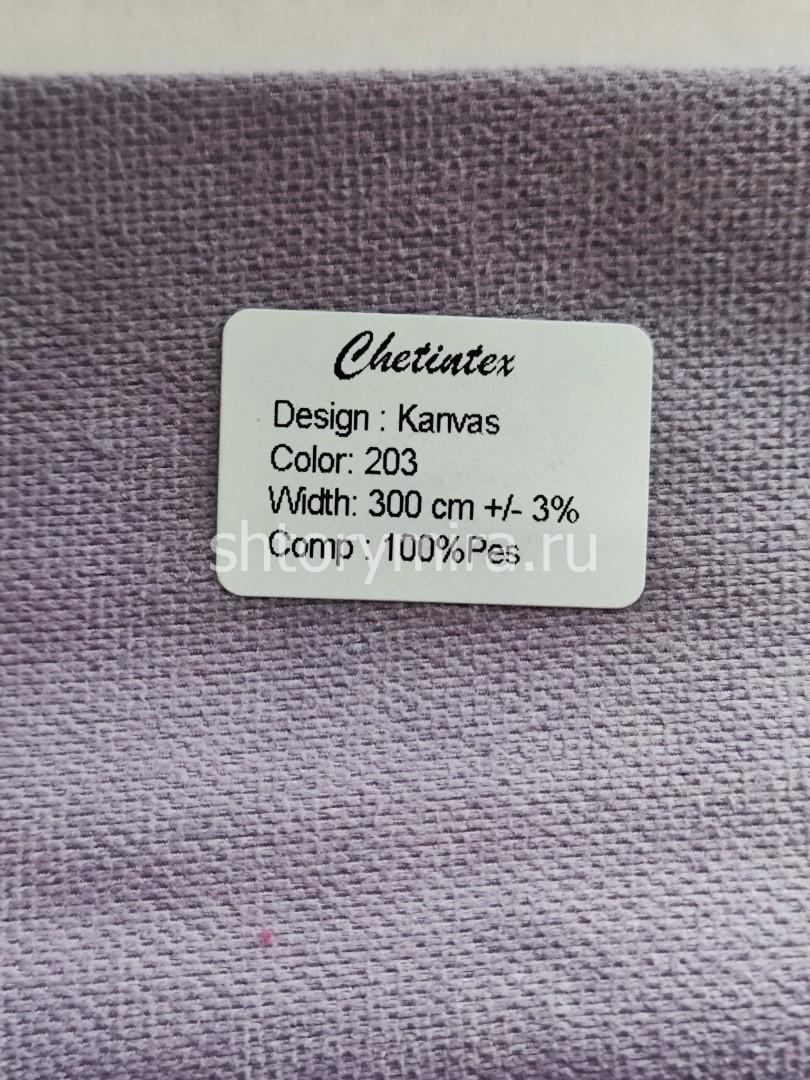 Chetintex
Design : Kanvas
Color: 203
Width: 300 cm +/- 3%
Comp : 100%Pes
shtorymira.ru